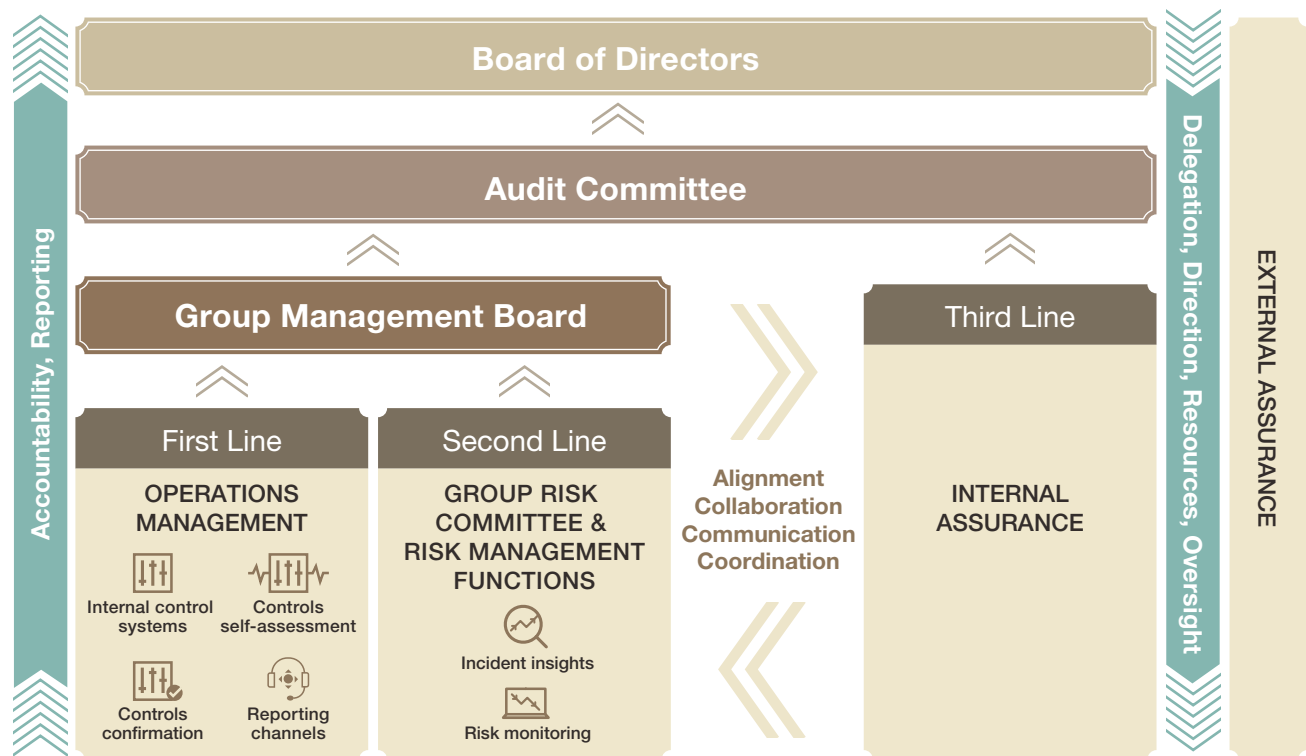 Board of Directors
Audit Committee
Group Management Board
Accountability, Reporting
First Line
OPERATIONS
MANAGEMENT
Internal control
systems
Controls
self-assessment
Controls
confirmation
Reporting
channels
Second Line
GROUP RISK
COMMITTEE &
RISK MANAGEMENT
FUNCTIONS
Incident insights
Risk monitoring
Alignment
Collaboration
Communication
Coordination
Third Line
INTERNAL
ASSURANCE
Delegation, Direction, Resources, Oversight
EXTERNAL ASSURANCE